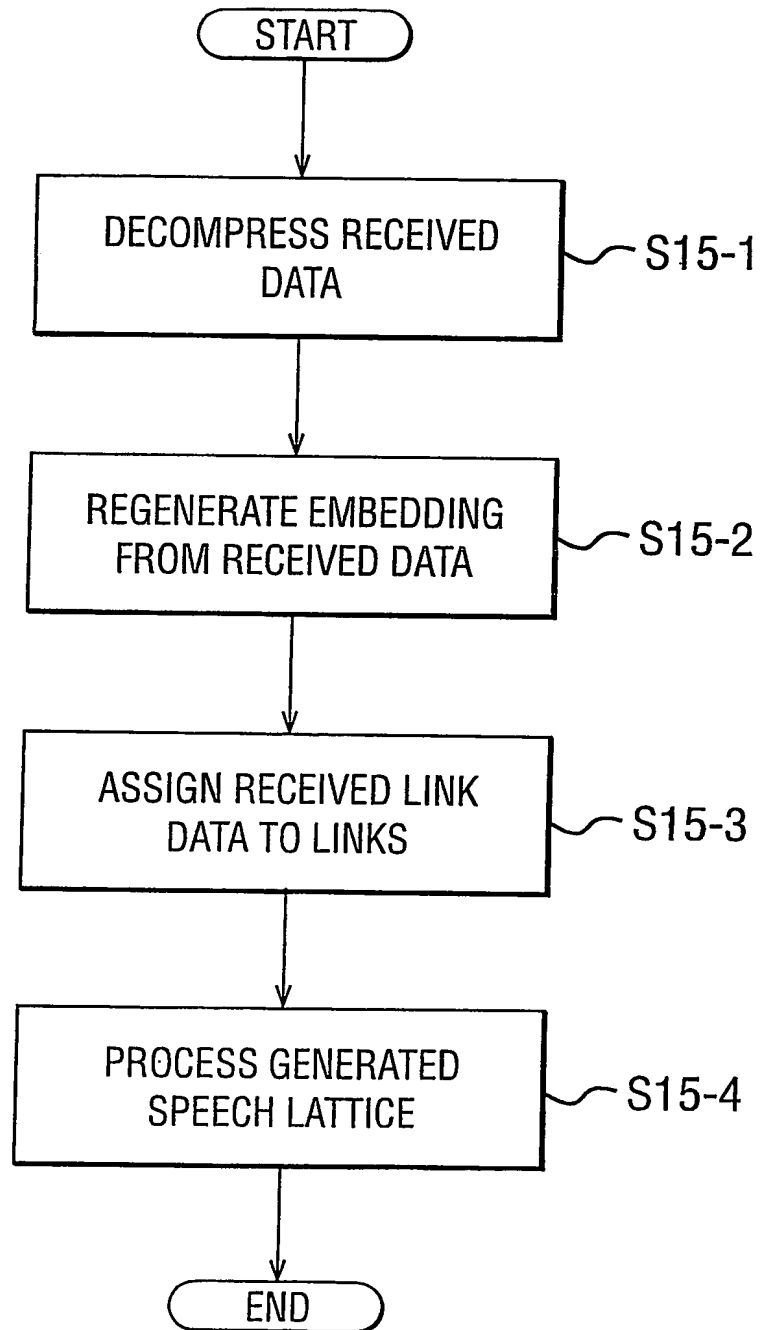 START
DECOMPRESS RECEIVED
DATA
S15-1
REGENERATE EMBEDDING
FROM RECEIVED DATA
S15-2
ASSIGN RECEIVED LINK
DATA TO LINKS
S15-3
PROCESS GENERATED
SPEECH LATTICE
S15-4
END